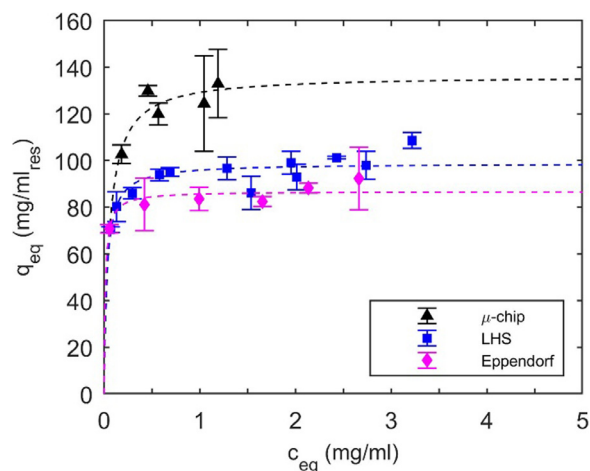 160
140
120
100
80
60
40
20
0
q_eq (mg/ml_res)
0 1 2 3 4 5
c_eq (mg/ml)
μ-chip
LHS
Eppendorf